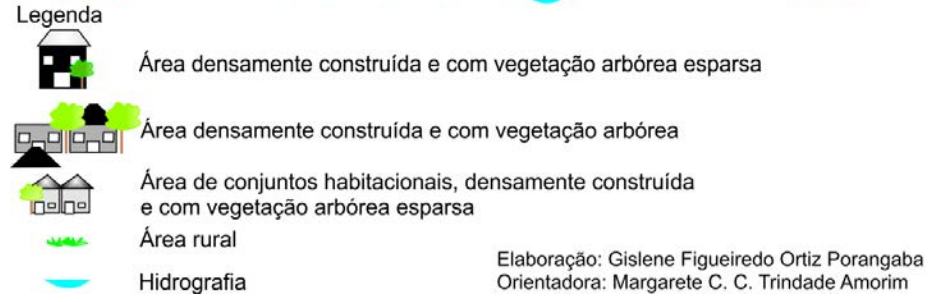 Legenda
Área densamente construída e com vegetação arbórea esparsa
Área densamente construída e com vegetação arbórea
Área de conjuntos habitacionais, densamente construída
e com vegetação arbórea esparsa
Área rural
Hidrografia
Elaboração: Gislene Figueiredo Ortiz Porangaba
Orientadora: Margarete C. C. Trindade Amorim